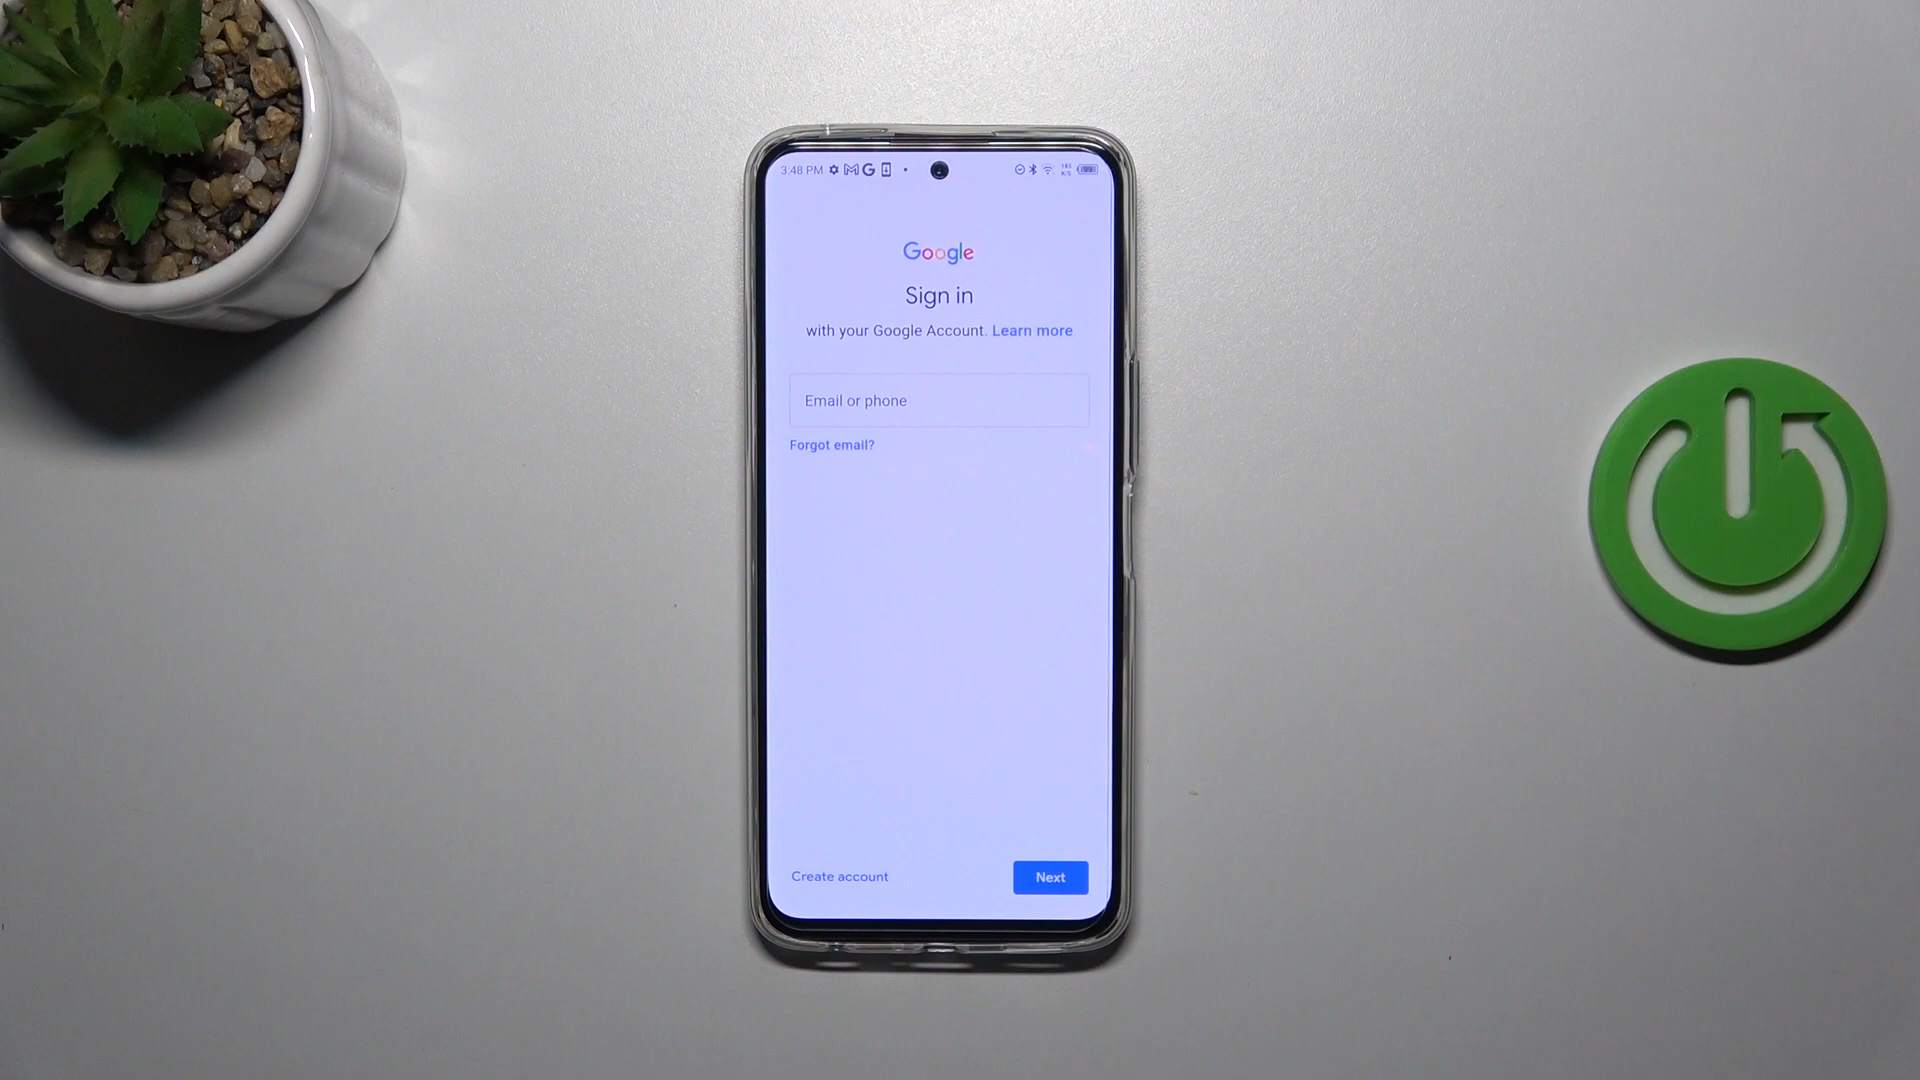 3:48 PM
Google
Sign in
with your Google Account. Learn more
Email or phone
Forgot email?
Create account
Next